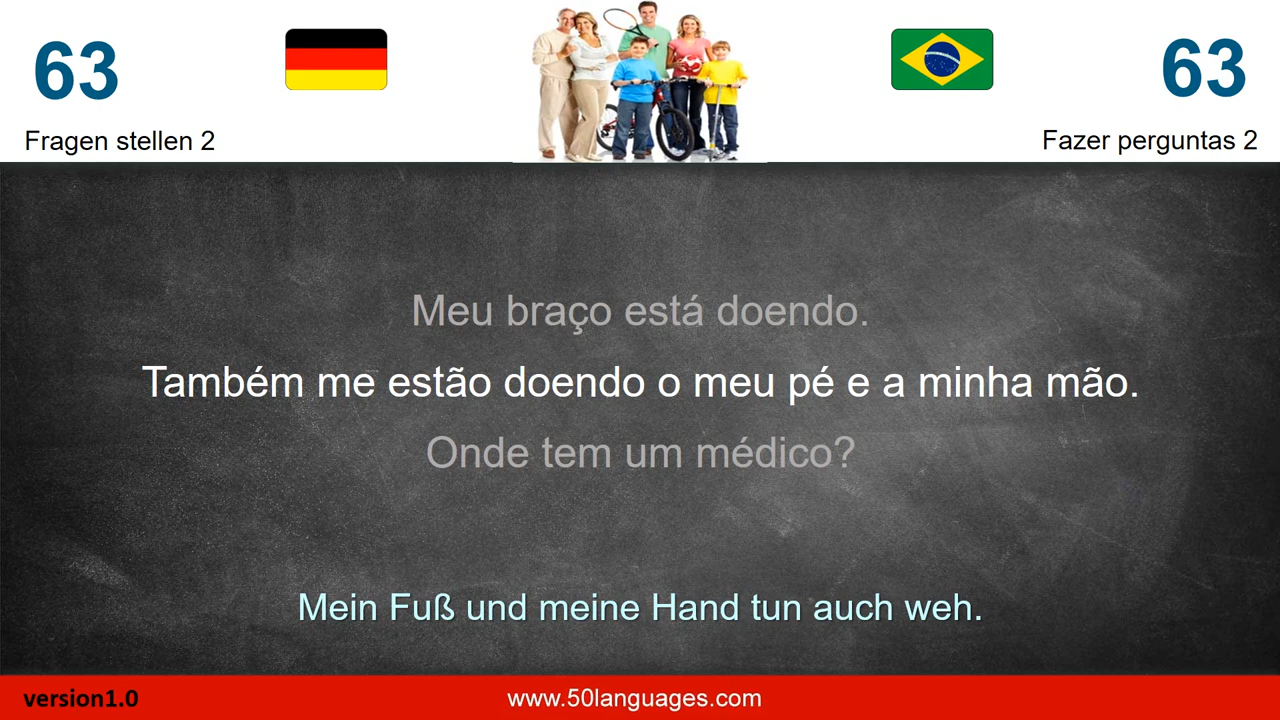 63
63
Fragen stellen 2
Fazer perguntas 2
Meu braço está doendo.
Também me estão doendo o meu pé e a minha mão.
Onde tem um médico?
Mein Fuß und meine Hand tun auch weh.
version1.0
www.50languages.com